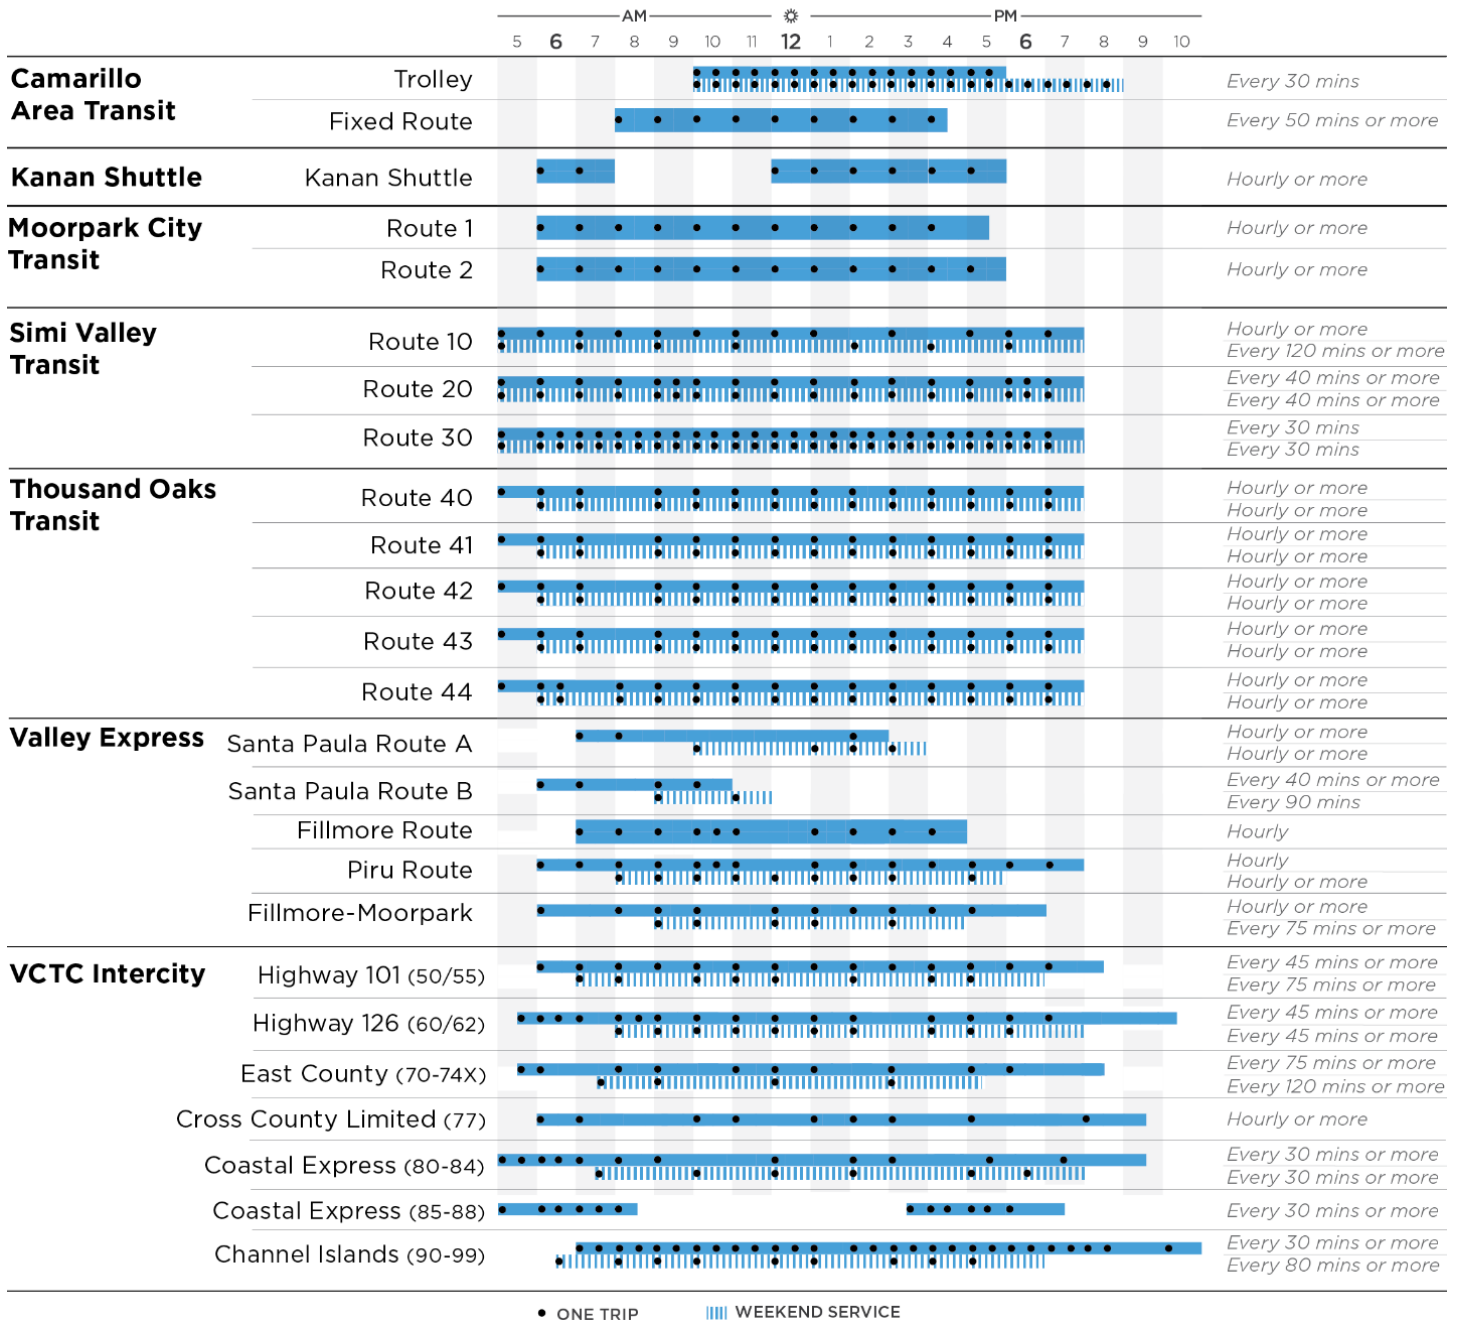 AM PM
5 6 7 8 9 10 11 12 1 2 3 4 5 6 7 8 9 10
Camarillo
Area Transit
Trolley Every 30 mins
Fixed Route Every 50 mins or more
Kanan Shuttle Kanan Shuttle Hourly or more
Moorpark City
Transit
Route 1 Hourly or more
Route 2 Hourly or more
Simi Valley
Transit
Route 10 Hourly or more
Every 120 mins or more
Route 20 Every 40 mins or more
Every 40 mins or more
Route 30 Every 30 mins
Every 30 mins
Thousand Oaks
Transit
Route 40 Hourly or more
Hourly or more
Route 41 Hourly or more
Hourly or more
Route 42 Hourly or more
Hourly or more
Route 43 Hourly or more
Hourly or more
Route 44 Hourly or more
Hourly or more
Valley Express Santa Paula Route A Hourly or more
Hourly or more
Santa Paula Route B Every 40 mins or more
Every 90 mins
Fillmore Route Hourly
Piru Route Hourly
Hourly or more
Fillmore-Moorpark Hourly or more
Every 75 mins or more
VCTC Intercity Highway 101 (50/55) Every 45 mins or more
Every 75 mins or more
Highway 126 (60/62) Every 45 mins or more
Every 45 mins or more
East County (70-74X) Every 75 mins or more
Every 120 mins or more
Cross County Limited (77) Hourly or more
Coastal Express (80-84) Every 30 mins or more
Every 30 mins or more
Coastal Express (85-88) Every 30 mins or more
Channel Islands (90-99) Every 30 mins or more
Every 80 mins or more
ONE TRIP WEEKEND SERVICE